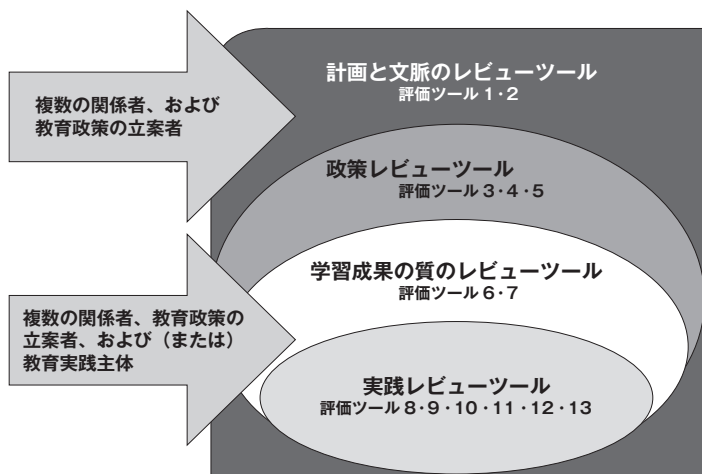 計画と文脈のレビューツール
評価ツール 1・2
複数の関係者、および
教育政策の立案者
政策レビューツール
評価ツール 3・4・5
学習成果の質のレビューツール
評価ツール 6・7
複数の関係者、教育政策の
立案者、および（または）
教育実践主体
実践レビューツール
評価ツール 8・9・10・11・12・13